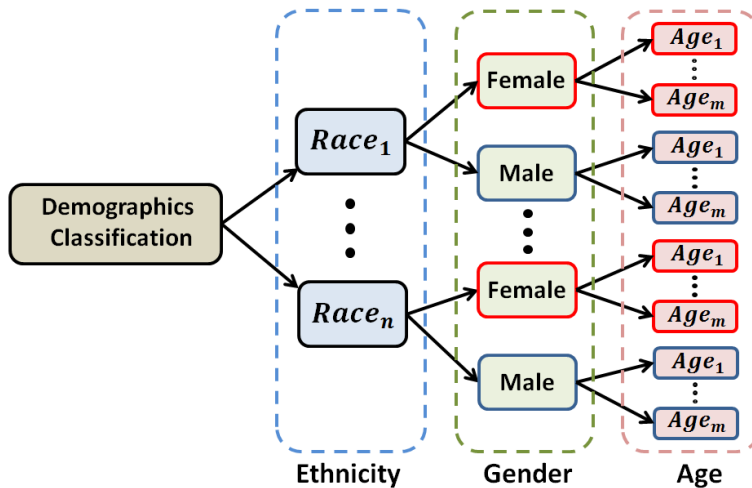 Demographics
Classification
Race₁
Raceₙ
Female
Male
Female
Male
Age₁
Ageₘ
Age₁
Ageₘ
Age₁
Ageₘ
Age₁
Ageₘ
Ethnicity
Gender
Age